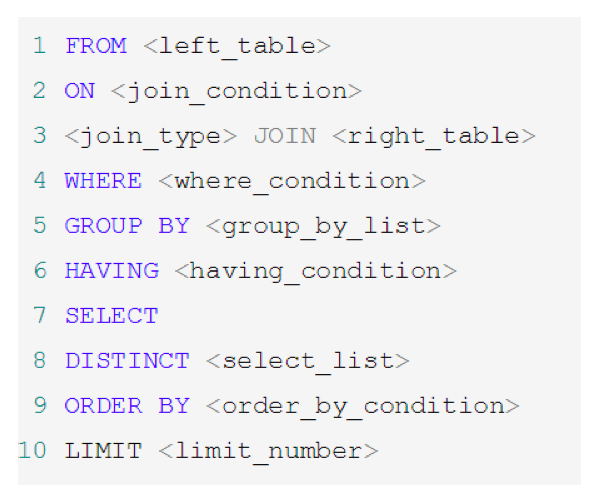 1 FROM <left_table>
2 ON <join_condition>
3 <join_type> JOIN <right_table>
4 WHERE <where_condition>
5 GROUP BY <group_by_list>
6 HAVING <having_condition>
7 SELECT
8 DISTINCT <select_list>
9 ORDER BY <order_by_condition>
10 LIMIT <limit_number>